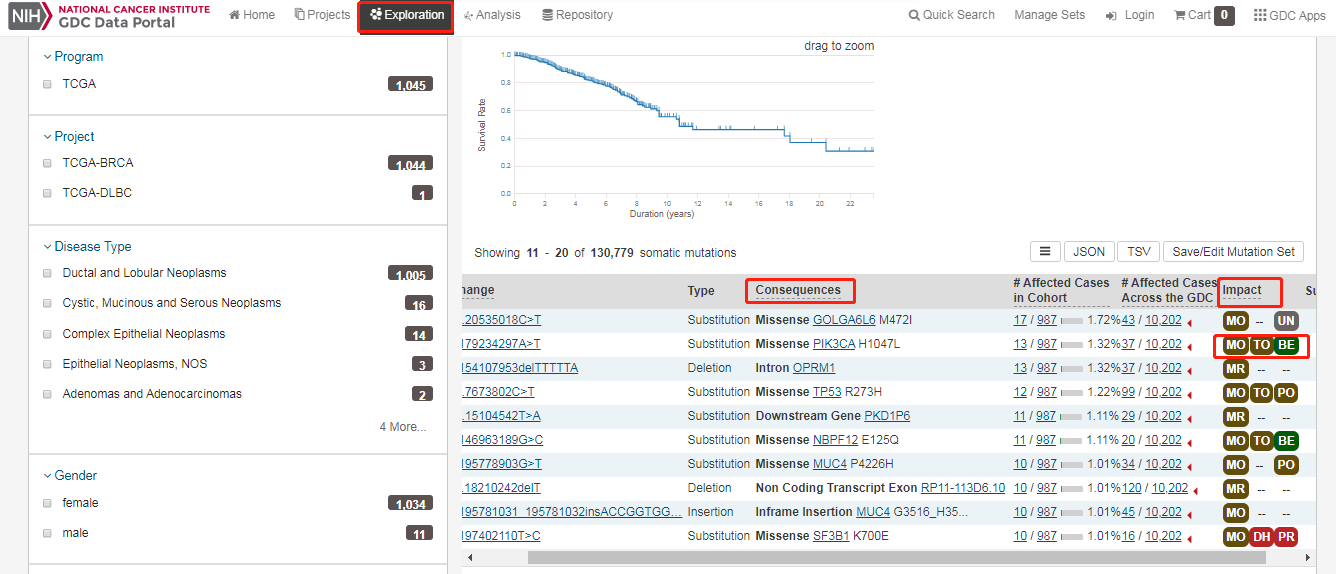 NIH NATIONAL CANCER INSTITUTE
GDC Data Portal
Home
Projects
Exploration
Analysis
Repository
Quick Search
Manage Sets
Login
Cart 0
GDC Apps
Program
TCGA 1,045
Project
TCGA-BRCA 1,044
TCGA-DLBC 1
Disease Type
Ductal and Lobular Neoplasms 1,005
Cystic, Mucinous and Serous Neoplasms 16
Complex Epithelial Neoplasms 14
Epithelial Neoplasms, NOS 3
Adenomas and Adenocarcinomas 2
4 More...
Gender
female 1,034
male 11
drag to zoom
1.0
0.8
0.6
0.4
0.2
0.0
Survival Rate
0 2 4 6 8 10 12 14 16 18 20 22
Duration (years)
Showing 11 - 20 of 130,779 somatic mutations
JSON
TSV
Save/Edit Mutation Set
hange Type Consequences # Affected Cases in Cohort # Affected Cases Across the GDC Impact Su
.20535018C>T Substitution Missense GOLGA6L6 M472I 17 / 987 1.72% 43 / 10,202 MO -- UN
179234297A>T Substitution Missense PIK3CA H1047L 13 / 987 1.32% 37 / 10,202 MO TO BE
154107953delTTTTTA Deletion Intron OPRM1 13 / 987 1.32% 37 / 10,202 MR -- --
.7673802C>T Substitution Missense TP53 R273H 12 / 987 1.22% 99 / 10,202 MO TO PO
.15104542T>A Substitution Downstream Gene PKD1P6 11 / 987 1.11% 29 / 10,202 MR -- --
146963189G>C Substitution Missense NBPF12 E125Q 11 / 987 1.11% 20 / 10,202 MO TO BE
195778903G>T Substitution Missense MUC4 P4226H 10 / 987 1.01% 34 / 10,202 MO -- PO
.18210242delT Deletion Non Coding Transcript Exon RP11-113D6.10 10 / 987 1.01% 120 / 10,202 MR -- --
195781031_195781032insACCGGTGG... Insertion Inframe Insertion MUC4 G3516_H35... 10 / 987 1.01% 45 / 10,202 MO -- --
197402110T>C Substitution Missense SF3B1 K700E 10 / 987 1.01% 16 / 10,202 MO DH PR